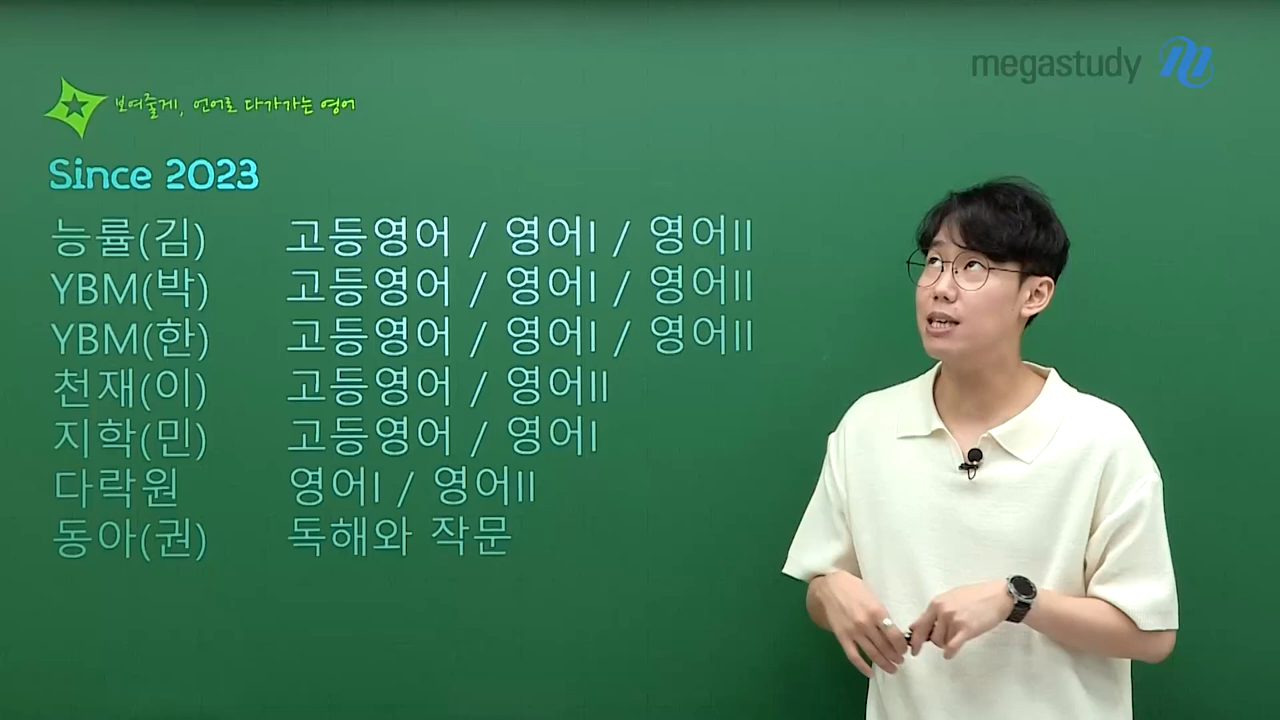 megastudy
보여줄게, 언어로 다가가는 영어
Since 2023
능률(김) 고등영어 / 영어I / 영어II
YBM(박) 고등영어 / 영어I / 영어II
YBM(한) 고등영어 / 영어I / 영어II
천재(이) 고등영어 / 영어II
지학(민) 고등영어 / 영어I
다락원 영어I / 영어II
동아(권) 독해와 작문